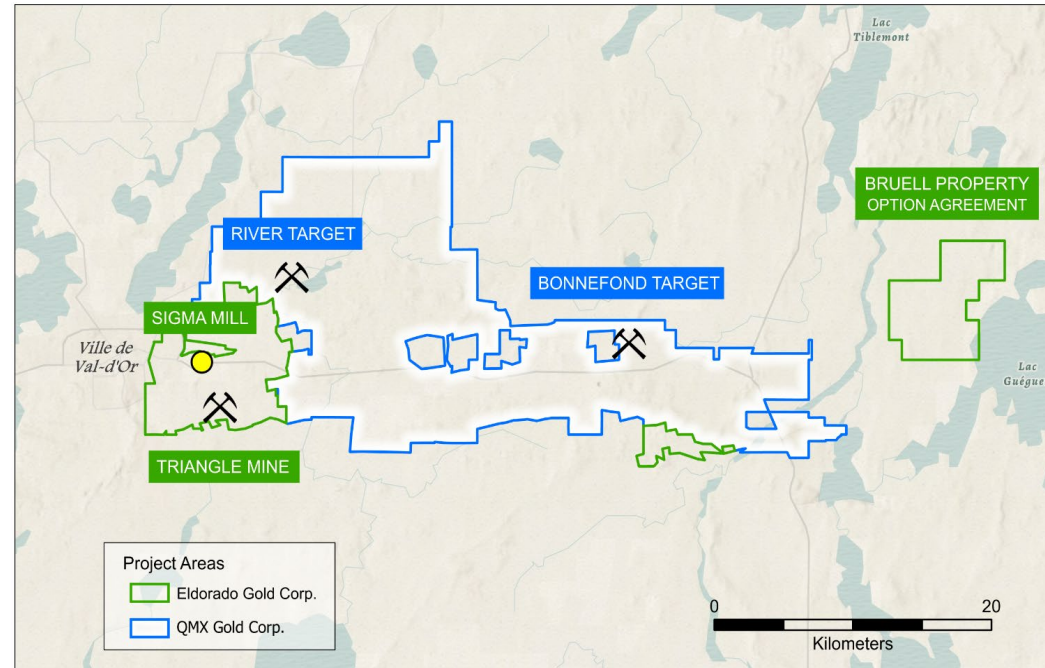 Lac
Tiblemont
BRUELL PROPERTY
OPTION AGREEMENT
RIVER TARGET
BONNEFOND TARGET
SIGMA MILL
Ville de
Val-d'Or
Lac
Guégue
TRIANGLE MINE
Project Areas
Eldorado Gold Corp.
QMX Gold Corp.
0 20
Kilometers